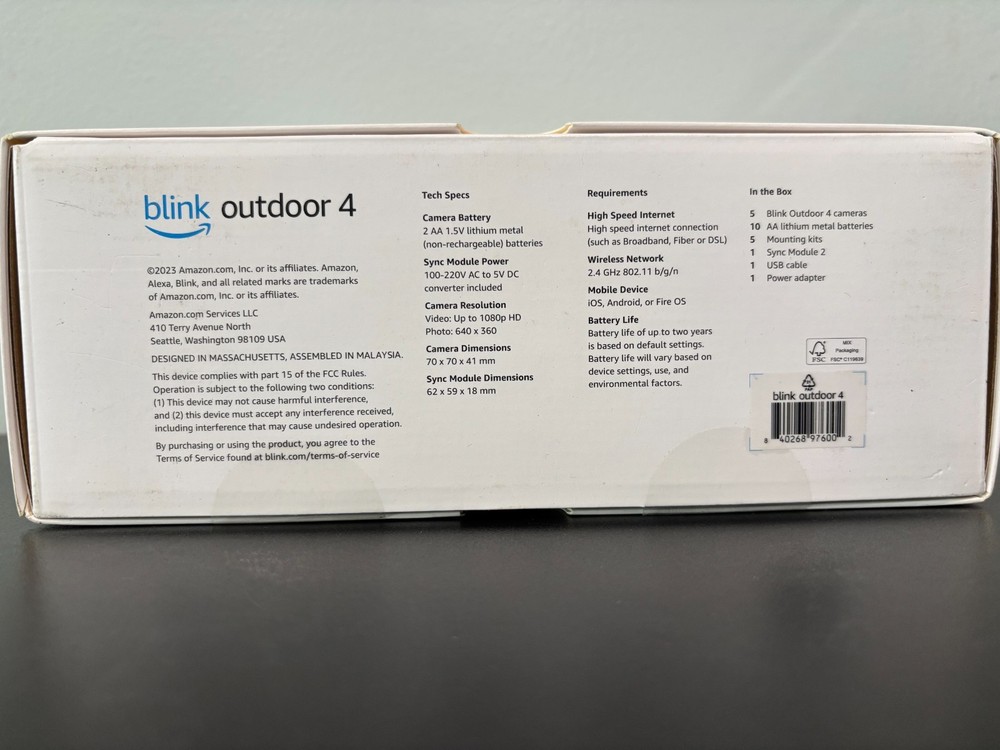 blink outdoor 4
©2023 Amazon.com, Inc. or its affiliates. Amazon,
Alexa, Blink, and all related marks are trademarks
of Amazon.com, Inc. or its affiliates.
Amazon.com Services LLC
410 Terry Avenue North
Seattle, Washington 98109 USA
DESIGNED IN MASSACHUSETTS, ASSEMBLED IN MALAYSIA.
This device complies with part 15 of the FCC Rules.
Operation is subject to the following two conditions:
(1) This device may not cause harmful interference,
and (2) this device must accept any interference received,
including interference that may cause undesired operation.
By purchasing or using the product, you agree to the
Terms of Service found at blink.com/terms-of-service
Tech Specs
Camera Battery
2 AA 1.5V lithium metal
(non-rechargeable) batteries
Sync Module Power
100-220V AC to 5V DC
converter included
Camera Resolution
Video: Up to 1080p HD
Photo: 640 x 360
Camera Dimensions
70 x 70 x 41 mm
Sync Module Dimensions
62 x 59 x 18 mm
Requirements
High Speed Internet
High speed internet connection
(such as Broadband, Fiber or DSL)
Wireless Network
2.4 GHz 802.11 b/g/n
Mobile Device
iOS, Android, or Fire OS
Battery Life
Battery life of up to two years
is based on default settings.
Battery life will vary based on
device settings, use, and
environmental factors.
In the Box
5 Blink Outdoor 4 cameras
10 AA lithium metal batteries
5 Mounting kits
1 Sync Module 2
1 USB cable
1 Power adapter
FSC
MIX
Packaging
FSC® C119639
PAP
blink outdoor 4
8 40268 97600 2